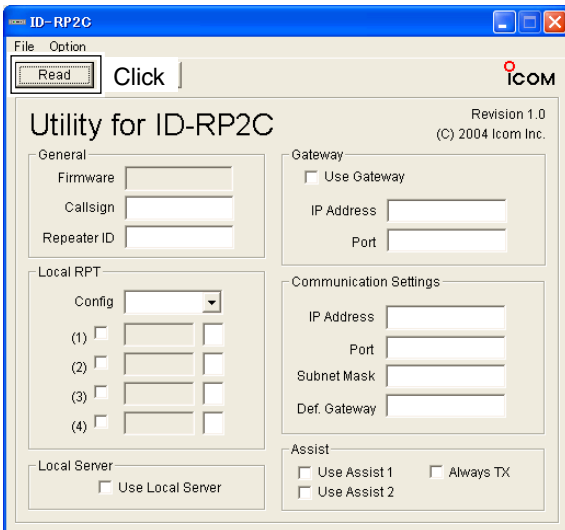 ID-RP2C
File Option
Read Click
ICOM
Utility for ID-RP2C
Revision 1.0
(C) 2004 Icom Inc.
General
Firmware
Callsign
Repeater ID
Local RPT
Config
(1)
(2)
(3)
(4)
Local Server
Use Local Server
Gateway
Use Gateway
IP Address
Port
Communication Settings
IP Address
Port
Subnet Mask
Def. Gateway
Assist
Use Assist 1 Always TX
Use Assist 2